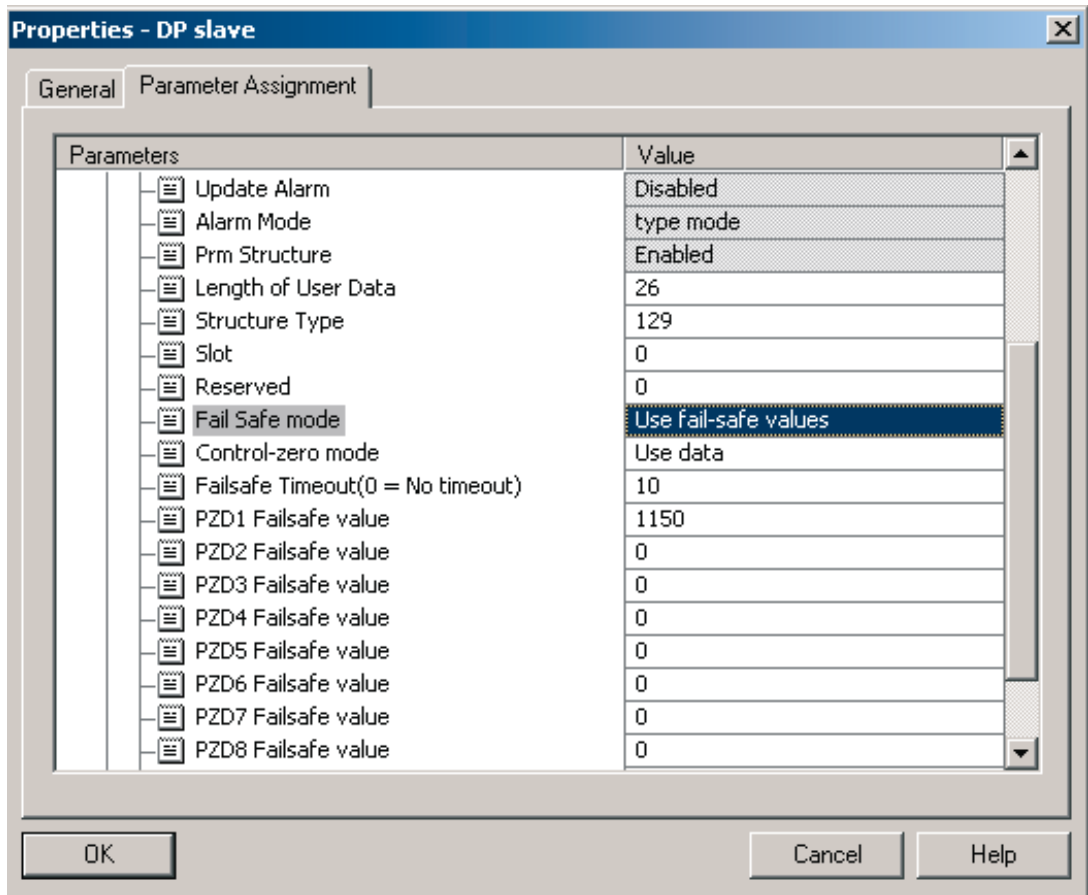 Properties - DP slave
General Parameter Assignment
Parameters Value
Update Alarm Disabled
Alarm Mode type mode
Prm Structure Enabled
Length of User Data 26
Structure Type 129
Slot 0
Reserved 0
Fail Safe mode Use fail-safe values
Control-zero mode Use data
Failsafe Timeout(0 = No timeout) 10
PZD1 Failsafe value 1150
PZD2 Failsafe value 0
PZD3 Failsafe value 0
PZD4 Failsafe value 0
PZD5 Failsafe value 0
PZD6 Failsafe value 0
PZD7 Failsafe value 0
PZD8 Failsafe value 0
OK Cancel Help